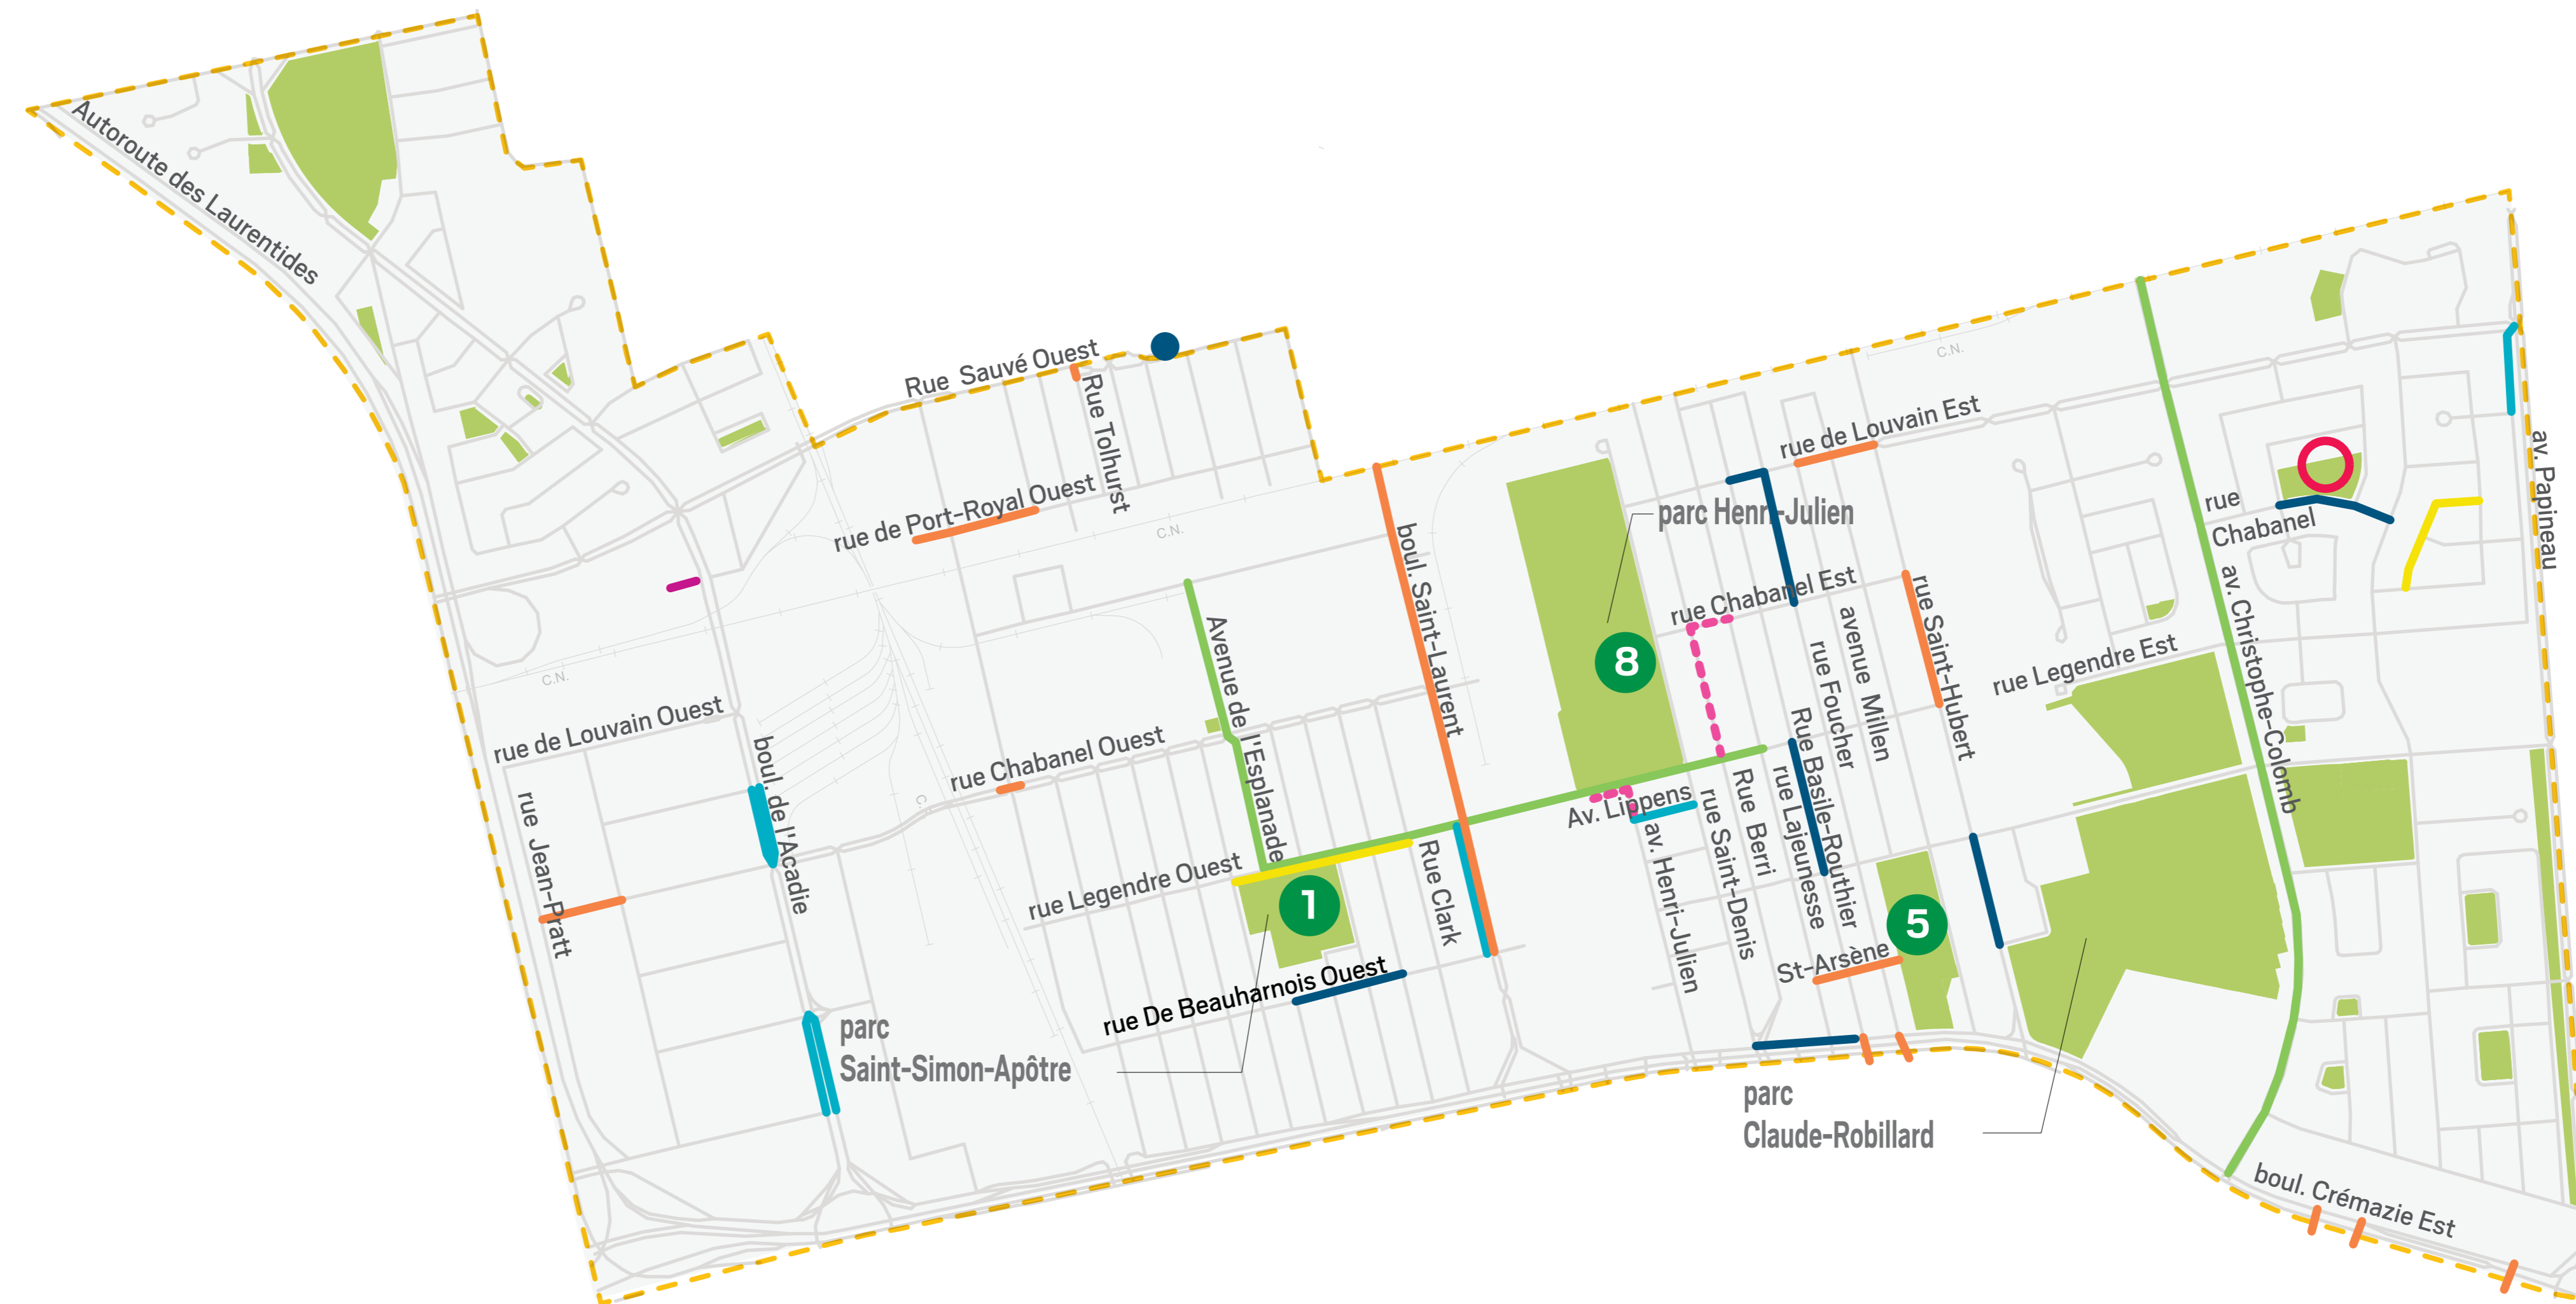 Autoroute des Laurentides
Rue Sauvé Ouest
Rue Tolhurst
rue de Port-Royal Ouest
C.N.
C.N.
C.N.
C.
rue de Louvain Ouest
boul. de l'Acadie
rue Jean-Pratt
rue Chabanel Ouest
Avenue de l'Esplanade
rue Legendre Ouest
1
Rue Clark
rue De Beauharnois Ouest
parc
Saint-Simon-Apôtre
boul. Saint-Laurent
parc Henri-Julien
8
rue de Louvain Est
rue Chabanel Est
Av. Lippens
av. Henri-Julien
rue Saint-Denis
Rue Berri
rue Lajeunesse
Rue Basile-Routhier
rue Foucher
avenue Millen
rue Saint-Hubert
rue Legendre Est
St-Arsène
5
parc
Claude-Robillard
rue
Chabanel
av. Christophe-Colomb
av. Papineau
boul. Crémazie Est